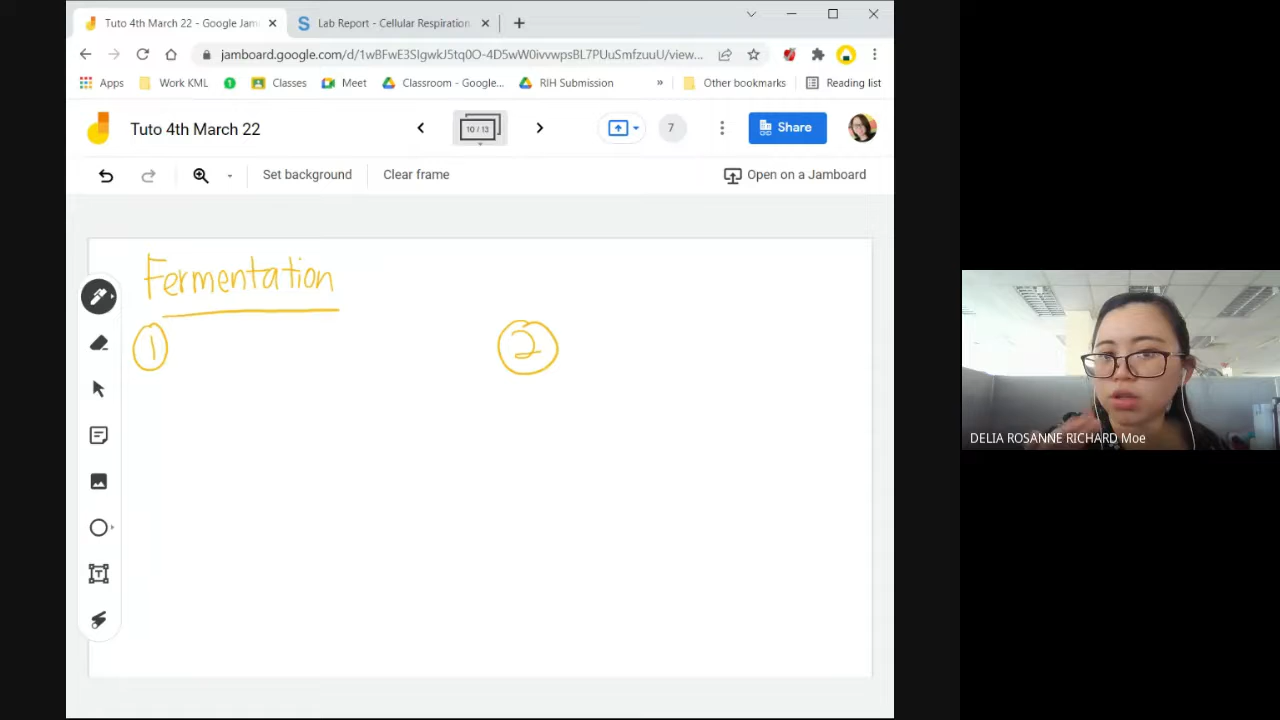 Tuto 4th March 22 - Google Jam
Lab Report - Cellular Respiration
jamboard.google.com/d/1wBFwE3SIgwkJ5tq0O-4D5wW0ivvwpsBL7PUuSmfzuuU/view...
Apps
Work KML
1
Classes
Meet
Classroom - Google...
RIH Submission
»
Other bookmarks
Reading list
Tuto 4th March 22
10 / 13
7
Share
Set background
Clear frame
Open on a Jamboard
Fermentation
1
2
DELIA ROSANNE RICHARD Moe